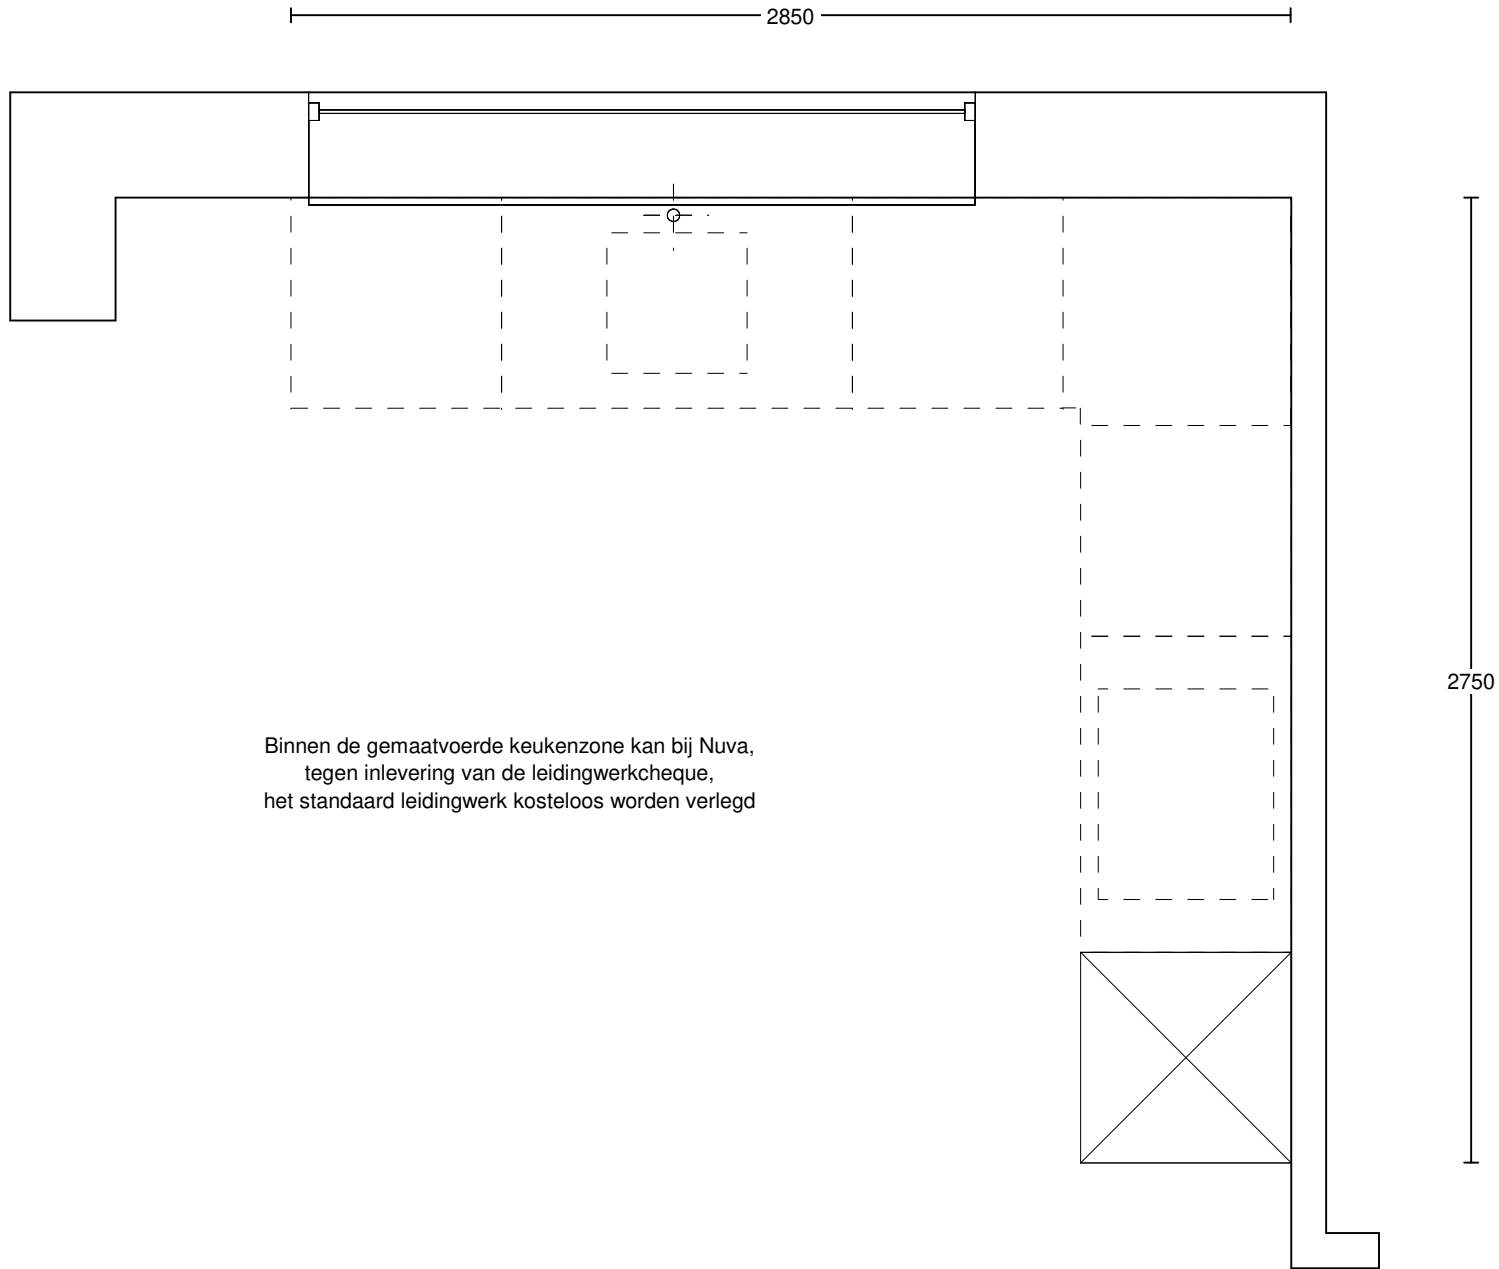 2850
2750
Binnen de gemaatvoerde keukenzone kan bij Nuva,
tegen inlevering van de leidingwerkcheque,
het standaard leidingwerk kosteloos worden verlegd